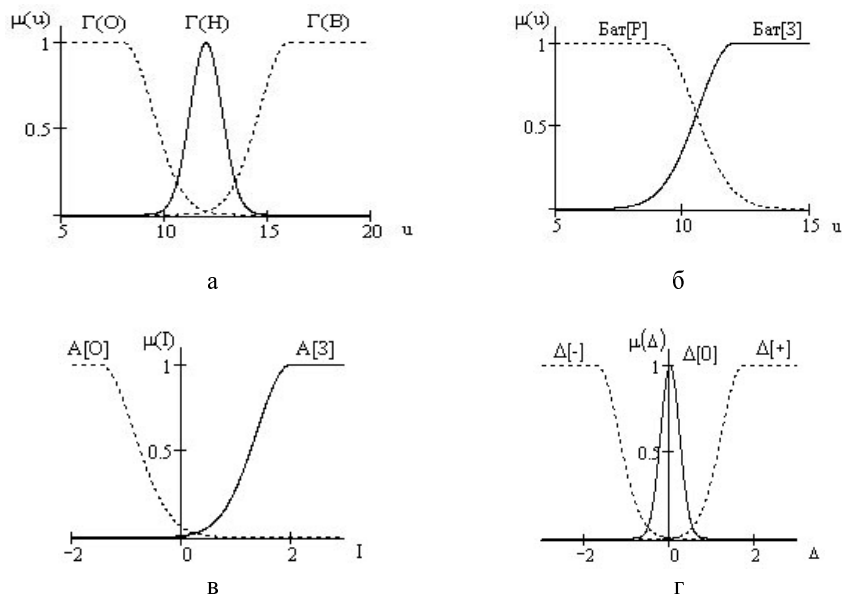 μ(u) Г(О) Г(Н) Г(В)
1
0.5
5 10 15 20 u
а
μ(u) Бат[Р] Бат[З]
1
0.5
5 10 15 u
б
А[О] μ(I) А[З]
1
0.5
-2 0 2 I
в
Δ[-] μ(Δ) Δ[0] Δ[+]
1
0.5
-2 0 2 Δ
г